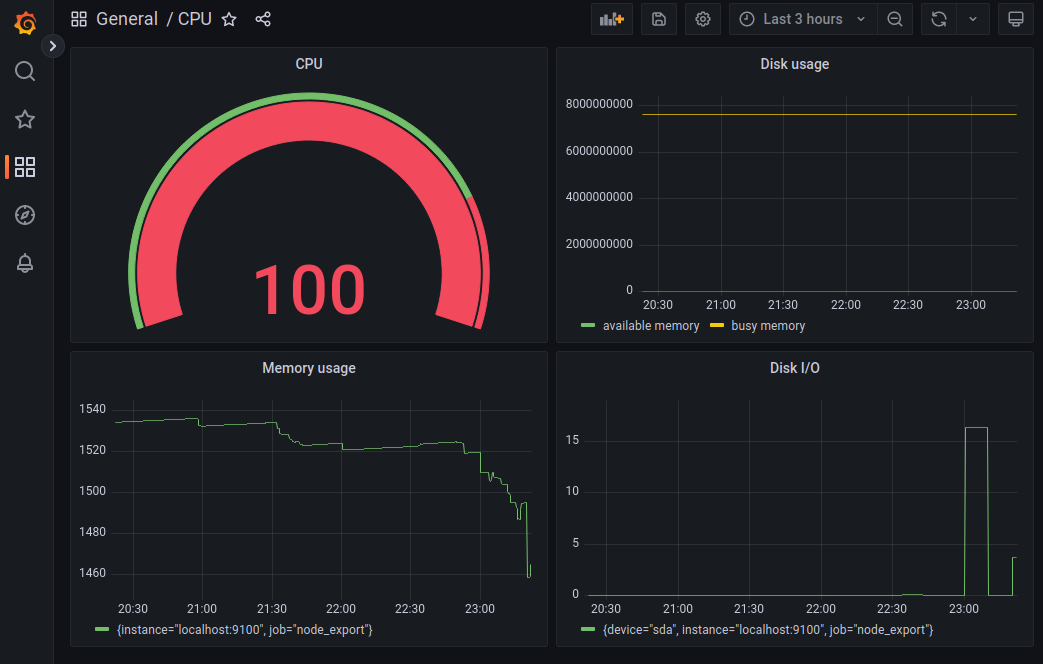 General / CPU
Last 3 hours
CPU
100
Disk usage
8000000000
6000000000
4000000000
2000000000
0
20:30 21:00 21:30 22:00 22:30 23:00
available memory busy memory
Memory usage
1540
1520
1500
1480
1460
20:30 21:00 21:30 22:00 22:30 23:00
{instance="localhost:9100", job="node_export"}
Disk I/O
15
10
5
0
20:30 21:00 21:30 22:00 22:30 23:00
{device="sda", instance="localhost:9100", job="node_export"}